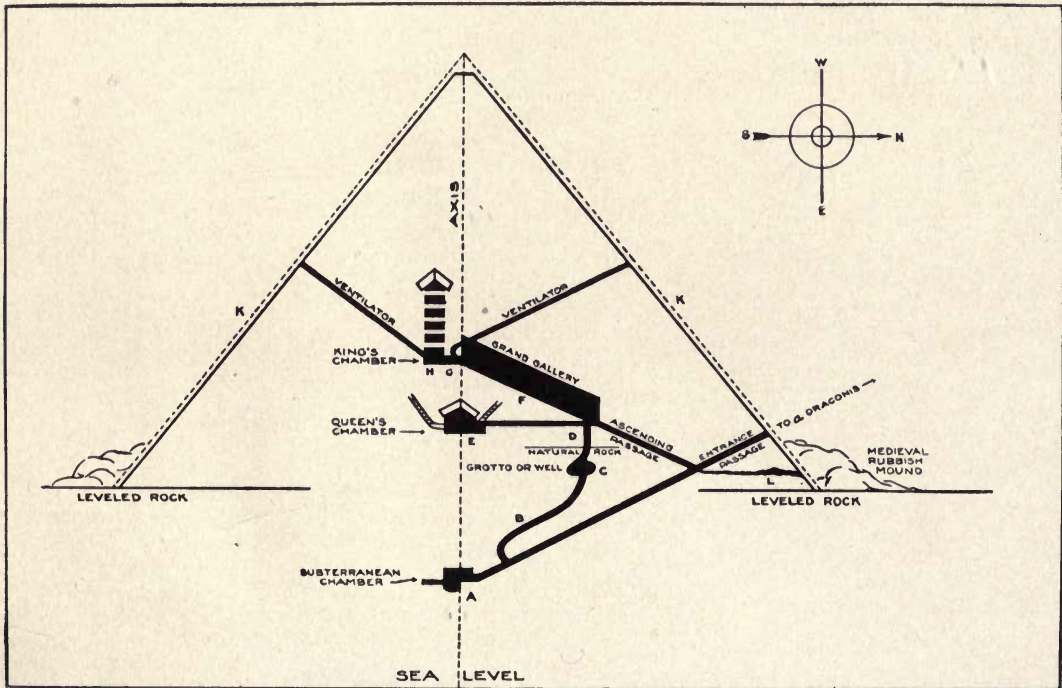 W
S
N
E
AXIS
K
VENTILATOR
VENTILATOR
K
KING'S
CHAMBER
H
G
GRAND GALLERY
F
QUEEN'S
CHAMBER
E
D
ASCENDING
PASSAGE
ENTRANCE
PASSAGE
TO α DRACONIS
NATURAL ROCK
GROTTO OR WELL
C
MEDIEVAL
RUBBISH
MOUND
L
LEVELED ROCK
LEVELED ROCK
B
SUBTERRANEAN
CHAMBER
A
SEA LEVEL